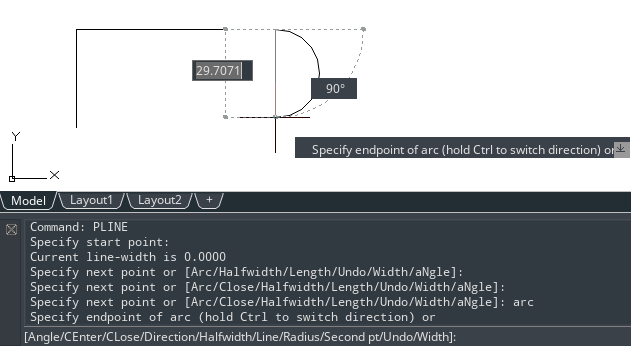 29.7071
90°
Specify endpoint of arc (hold Ctrl to switch direction) or
Y
X
Model Layout1 Layout2 +
Command: PLINE
Specify start point:
Current line-width is 0.0000
Specify next point or [Arc/Halfwidth/Length/Undo/Width/aNgle]:
Specify next point or [Arc/Close/Halfwidth/Length/Undo/Width/aNgle]:
Specify next point or [Arc/Close/Halfwidth/Length/Undo/Width/aNgle]: arc
Specify endpoint of arc (hold Ctrl to switch direction) or
[Angle/CEnter/CLose/Direction/Halfwidth/Line/Radius/Second pt/Undo/Width]: